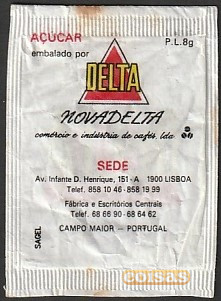 AÇUCAR
embalado por
P.L.8g
DELTA
NOVADELTA
comércio e indústria de cafés, lda
SEDE
Av. Infante D. Henrique, 151-A 1900 LISBOA
Telef. 858 10 46 - 858 19 99
Fábrica e Escritórios Centrais
Telef. 68 66 90 - 68 64 62
CAMPO MAIOR - PORTUGAL
SAGEL
COISAS